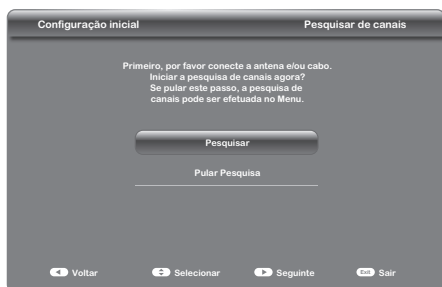 Configuração inicial Pesquisar de canais
Primeiro, por favor conecte a antena e/ou cabo.
Iniciar a pesquisa de canais agora?
Se pular este passo, a pesquisa de
canais pode ser efetuada no Menu.
Pesquisar
Pular Pesquisa
Voltar Selecionar Seguinte Exit Sair